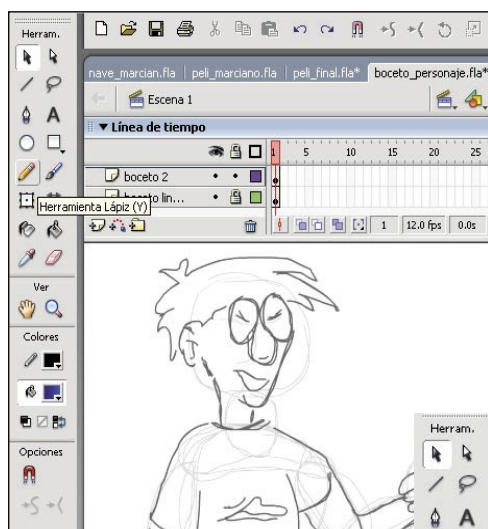 Herram.
nave_marcian.fla
peli_marciano.fla
peli_final.fla*
boceto_personaje.fla*
Escena 1
Línea de tiempo
1 5 10 15 20 25
boceto 2
boceto lin...
Herramienta Lápiz (Y)
1 12.0 fps 0.0s
A
Ver
Colores
Opciones
Herram.
A